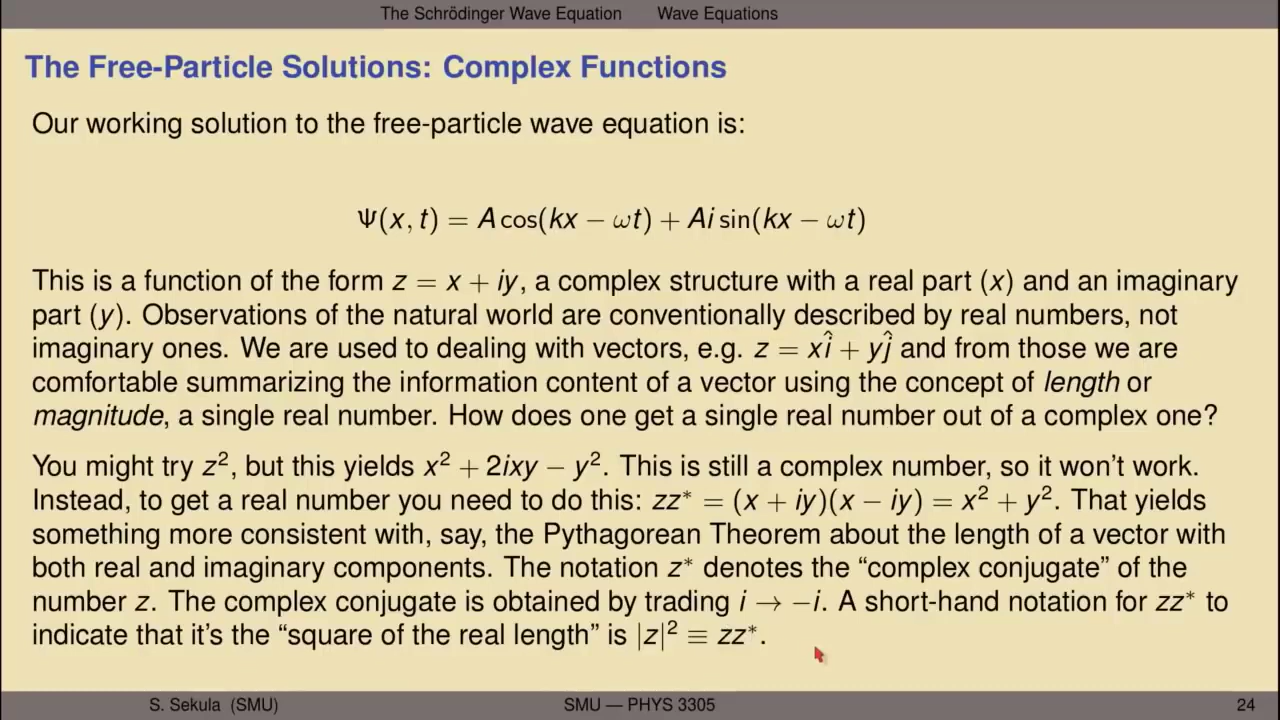 The Schrödinger Wave Equation Wave Equations
The Free-Particle Solutions: Complex Functions
Our working solution to the free-particle wave equation is:
Ψ(x, t) = A cos(kx − ωt) + Ai sin(kx − ωt)
This is a function of the form z = x + iy, a complex structure with a real part (x) and an imaginary
part (y). Observations of the natural world are conventionally described by real numbers, not
imaginary ones. We are used to dealing with vectors, e.g. z = xî + yĵ and from those we are
comfortable summarizing the information content of a vector using the concept of length or
magnitude, a single real number. How does one get a single real number out of a complex one?
You might try z², but this yields x² + 2ixy − y². This is still a complex number, so it won't work.
Instead, to get a real number you need to do this: zz* = (x + iy)(x − iy) = x² + y². That yields
something more consistent with, say, the Pythagorean Theorem about the length of a vector with
both real and imaginary components. The notation z* denotes the “complex conjugate” of the
number z. The complex conjugate is obtained by trading i → −i. A short-hand notation for zz* to
indicate that it's the “square of the real length” is |z|² ≡ zz*.
S. Sekula (SMU) SMU — PHYS 3305 24